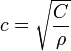 c = √(C/ρ)